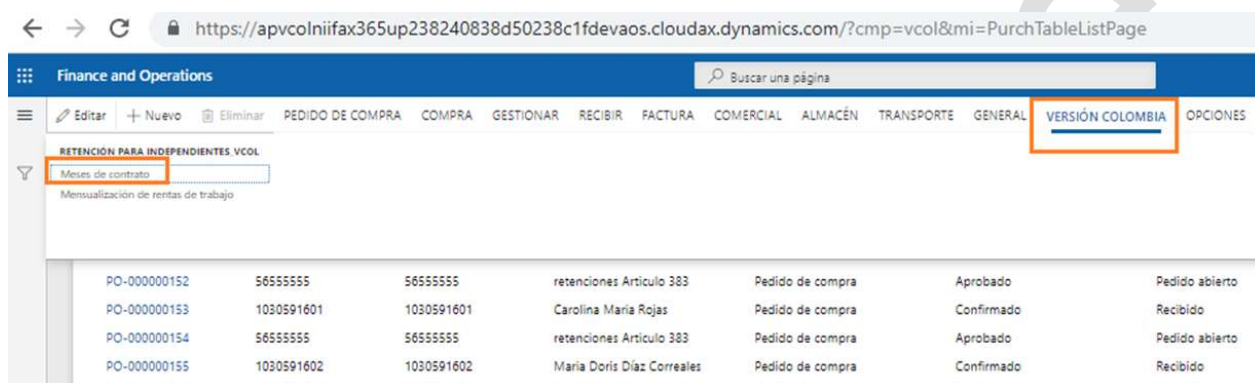 https://apvcolniifax365up238240838d50238c1fdevaos.cloudax.dynamics.com/?cmp=vcol&mi=PurchTableListPage
Finance and Operations Buscar una página
Editar + Nuevo Eliminar PEDIDO DE COMPRA COMPRA GESTIONAR RECIBIR FACTURA COMERCIAL ALMACÉN TRANSPORTE GENERAL VERSIÓN COLOMBIA OPCIONES
RETENCIÓN PARA INDEPENDIENTES_VCOL
Meses de contrato
Mensualización de rentas de trabajo
PO-000000152 56555555 56555555 retenciones Articulo 383 Pedido de compra Aprobado Pedido abierto
PO-000000153 1030591601 1030591601 Carolina Maria Rojas Pedido de compra Confirmado Recibido
PO-000000154 56555555 56555555 retenciones Articulo 383 Pedido de compra Aprobado Pedido abierto
PO-000000155 1030591602 1030591602 Maria Doris Díaz Correales Pedido de compra Confirmado Recibido